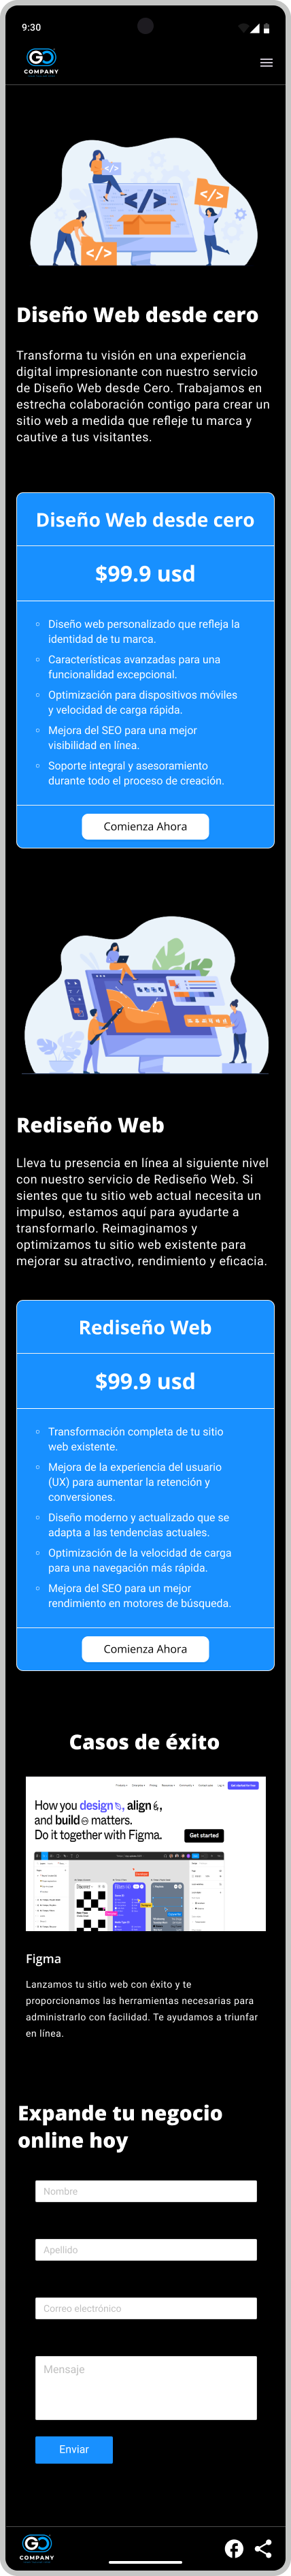 9:30
GO
COMPANY
</>
</>
</>
</>
Diseño Web desde cero
Transforma tu visión en una experiencia
digital impresionante con nuestro servicio
de Diseño Web desde Cero. Trabajamos en
estrecha colaboración contigo para crear un
sitio web a medida que refleje tu marca y
cautive a tus visitantes.
Diseño Web desde cero
$99.9 usd
Diseño web personalizado que refleja la
identidad de tu marca.
Características avanzadas para una
funcionalidad excepcional.
Optimización para dispositivos móviles
y velocidad de carga rápida.
Mejora del SEO para una mejor
visibilidad en línea.
Soporte integral y asesoramiento
durante todo el proceso de creación.
Comienza Ahora
Rediseño Web
Lleva tu presencia en línea al siguiente nivel
con nuestro servicio de Rediseño Web. Si
sientes que tu sitio web actual necesita un
impulso, estamos aquí para ayudarte a
transformarlo. Reimaginamos y
optimizamos tu sitio web existente para
mejorar su atractivo, rendimiento y eficacia.
Rediseño Web
$99.9 usd
Transformación completa de tu sitio
web existente.
Mejora de la experiencia del usuario
(UX) para aumentar la retención y
conversiones.
Diseño moderno y actualizado que se
adapta a las tendencias actuales.
Optimización de la velocidad de carga
para una navegación más rápida.
Mejora del SEO para un mejor
rendimiento en motores de búsqueda.
Comienza Ahora
Casos de éxito
How you design, align,
and build matters.
Do it together with Figma.
Get started
Figma
Lanzamos tu sitio web con éxito y te
proporcionamos las herramientas necesarias para
administrarlo con facilidad. Te ayudamos a triunfar
en línea.
Expande tu negocio
online hoy
Nombre
Apellido
Correo electrónico
Mensaje
Enviar
GO
COMPANY